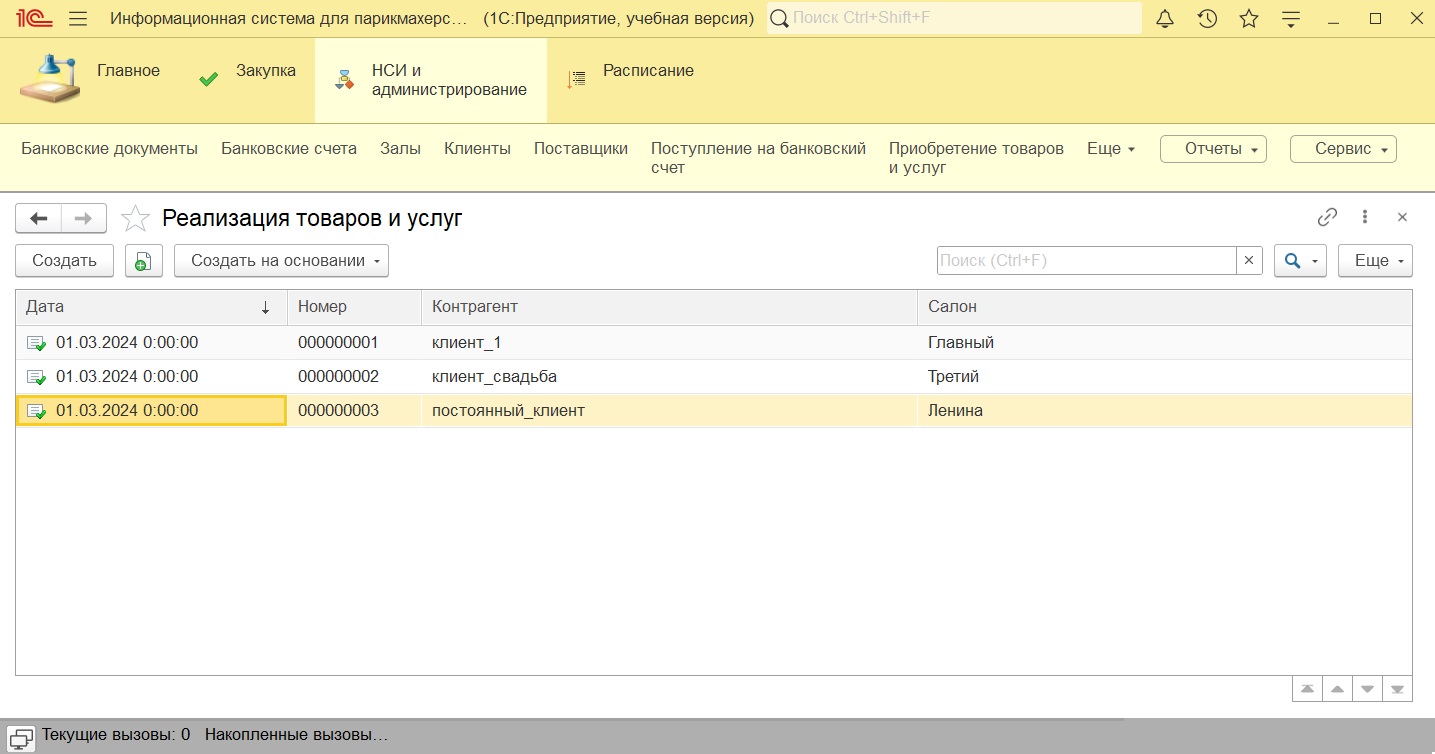 1С Информационная система для парикмахерс… (1С:Предприятие, учебная версия) Поиск Ctrl+Shift+F
Главное Закупка НСИ и администрирование Расписание
Банковские документы Банковские счета Залы Клиенты Поставщики Поступление на банковский счет Приобретение товаров и услуг Еще Отчеты Сервис
Реализация товаров и услуг
Создать Создать на основании Поиск (Ctrl+F) × Еще
Дата ↓ Номер Контрагент Салон
01.03.2024 0:00:00 000000001 клиент_1 Главный
01.03.2024 0:00:00 000000002 клиент_свадьба Третий
01.03.2024 0:00:00 000000003 постоянный_клиент Ленина
Текущие вызовы: 0 Накопленные вызовы…